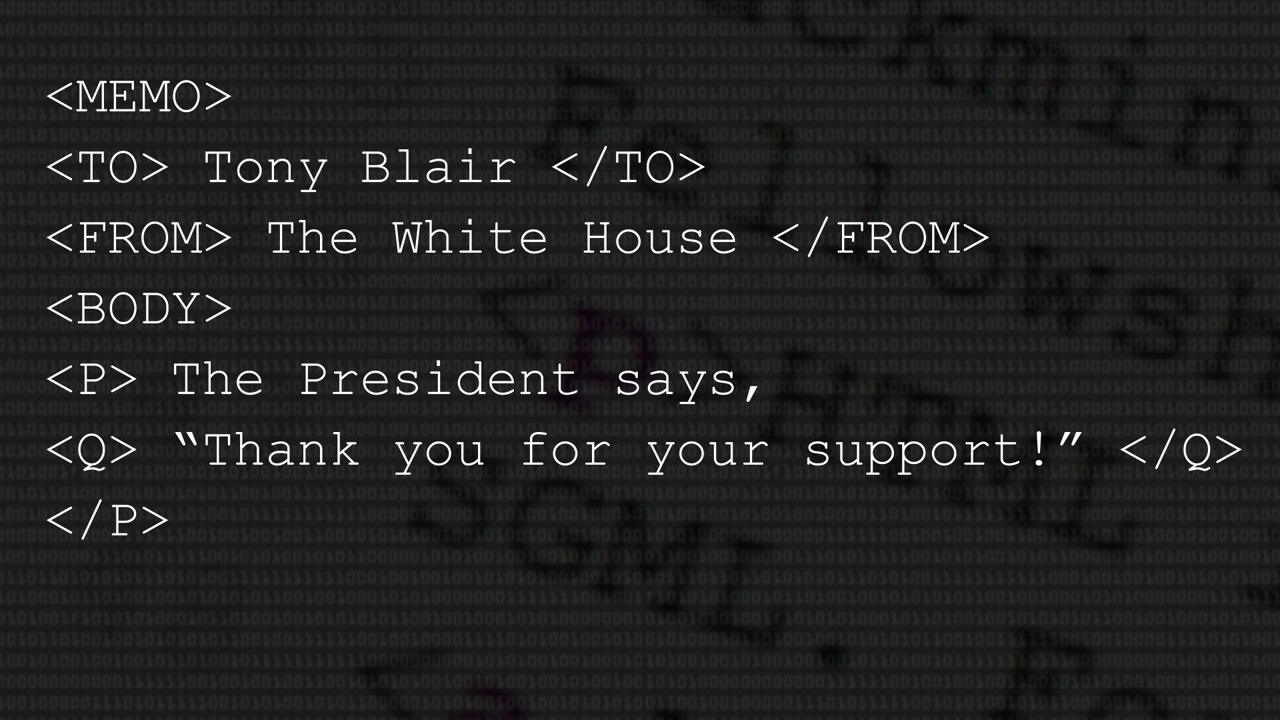 <MEMO>
<TO> Tony Blair </TO>
<FROM> The White House </FROM>
<BODY>
<P> The President says,
<Q> “Thank you for your support!” </Q>
</P>